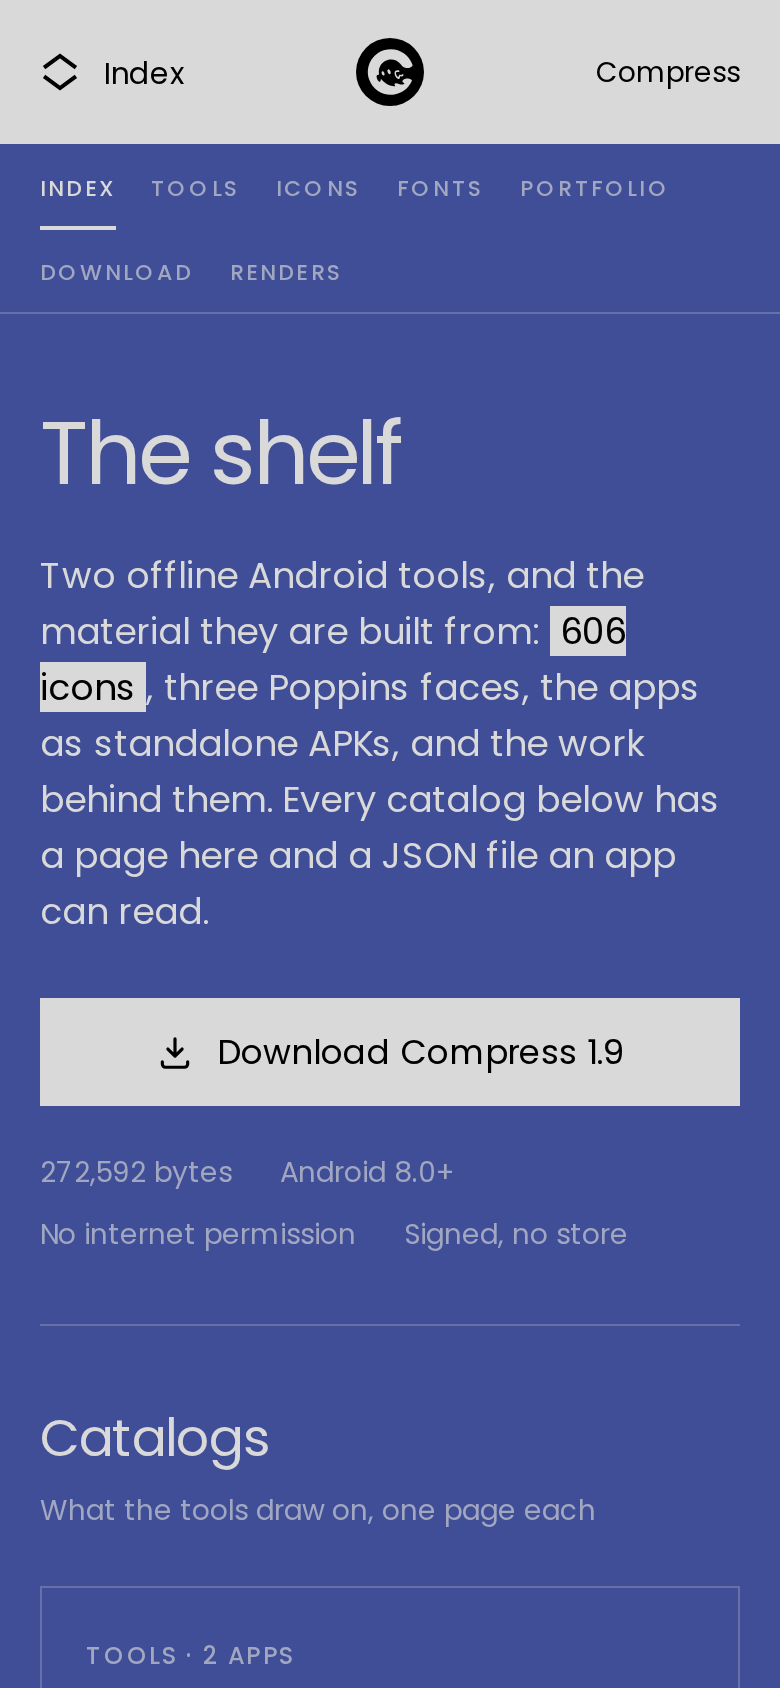 Index
Compress
INDEX TOOLS ICONS FONTS PORTFOLIO
DOWNLOAD RENDERS
The shelf
Two offline Android tools, and the
material they are built from: 606
icons , three Poppins faces, the apps
as standalone APKs, and the work
behind them. Every catalog below has
a page here and a JSON file an app
can read.
Download Compress 1.9
272,592 bytes Android 8.0+
No internet permission Signed, no store
Catalogs
What the tools draw on, one page each
TOOLS · 2 APPS